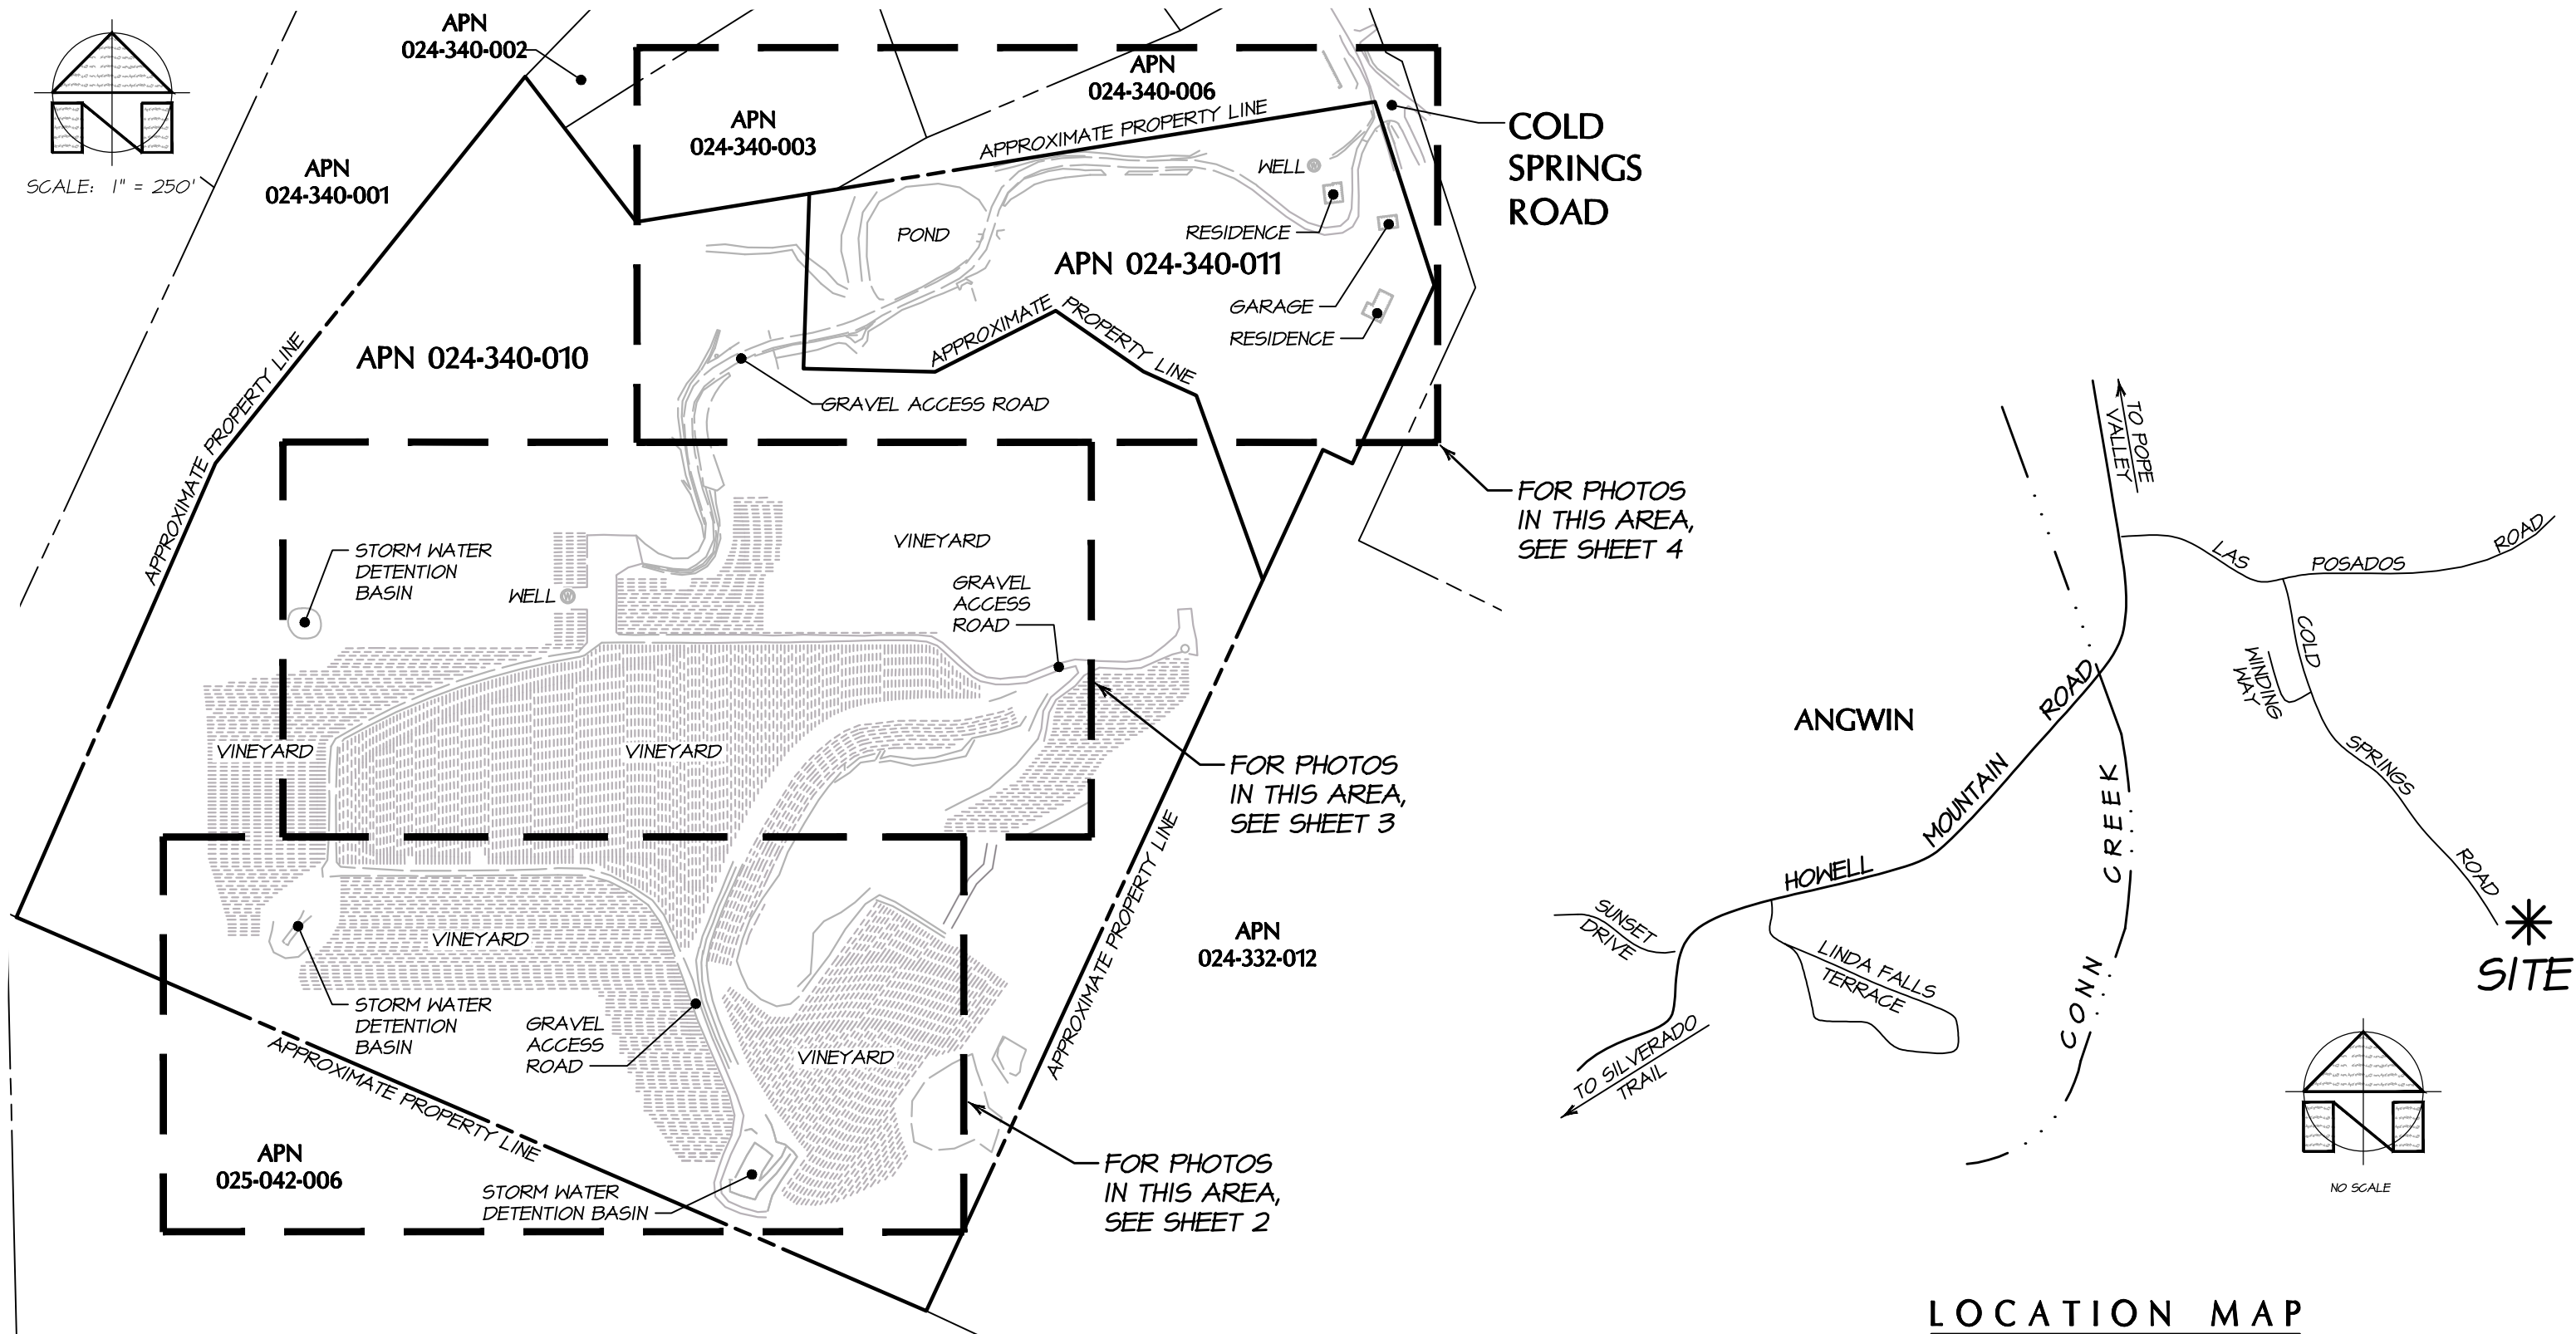 APN
024-340-002
APN
024-340-006
APN
024-340-003
COLD
SPRINGS
ROAD
APPROXIMATE PROPERTY LINE
WELL
APN
024-340-001
SCALE: 1" = 250'
POND
RESIDENCE
APN 024-340-011
GARAGE
RESIDENCE
APPROXIMATE PROPERTY LINE
APPROXIMATE PROPERTY LINE
APN 024-340-010
GRAVEL ACCESS ROAD
FOR PHOTOS
IN THIS AREA,
SEE SHEET 4
VINEYARD
STORM WATER
DETENTION
BASIN
WELL
GRAVEL
ACCESS
ROAD
VINEYARD
VINEYARD
FOR PHOTOS
IN THIS AREA,
SEE SHEET 3
APPROXIMATE PROPERTY LINE
VINEYARD
APN
024-332-012
STORM WATER
DETENTION
BASIN
GRAVEL
ACCESS
ROAD
VINEYARD
APPROXIMATE PROPERTY LINE
APN
025-042-006
STORM WATER
DETENTION BASIN
FOR PHOTOS
IN THIS AREA,
SEE SHEET 2
TO POPE
VALLEY
LAS POSADOS ROAD
COLD SPRINGS ROAD
WINDING
WAY
ANGWIN
HOWELL MOUNTAIN ROAD
CONN CREEK
SUNSET
DRIVE
LINDA FALLS
TERRACE
TO SILVERADO
TRAIL
SITE
NO SCALE
LOCATION MAP